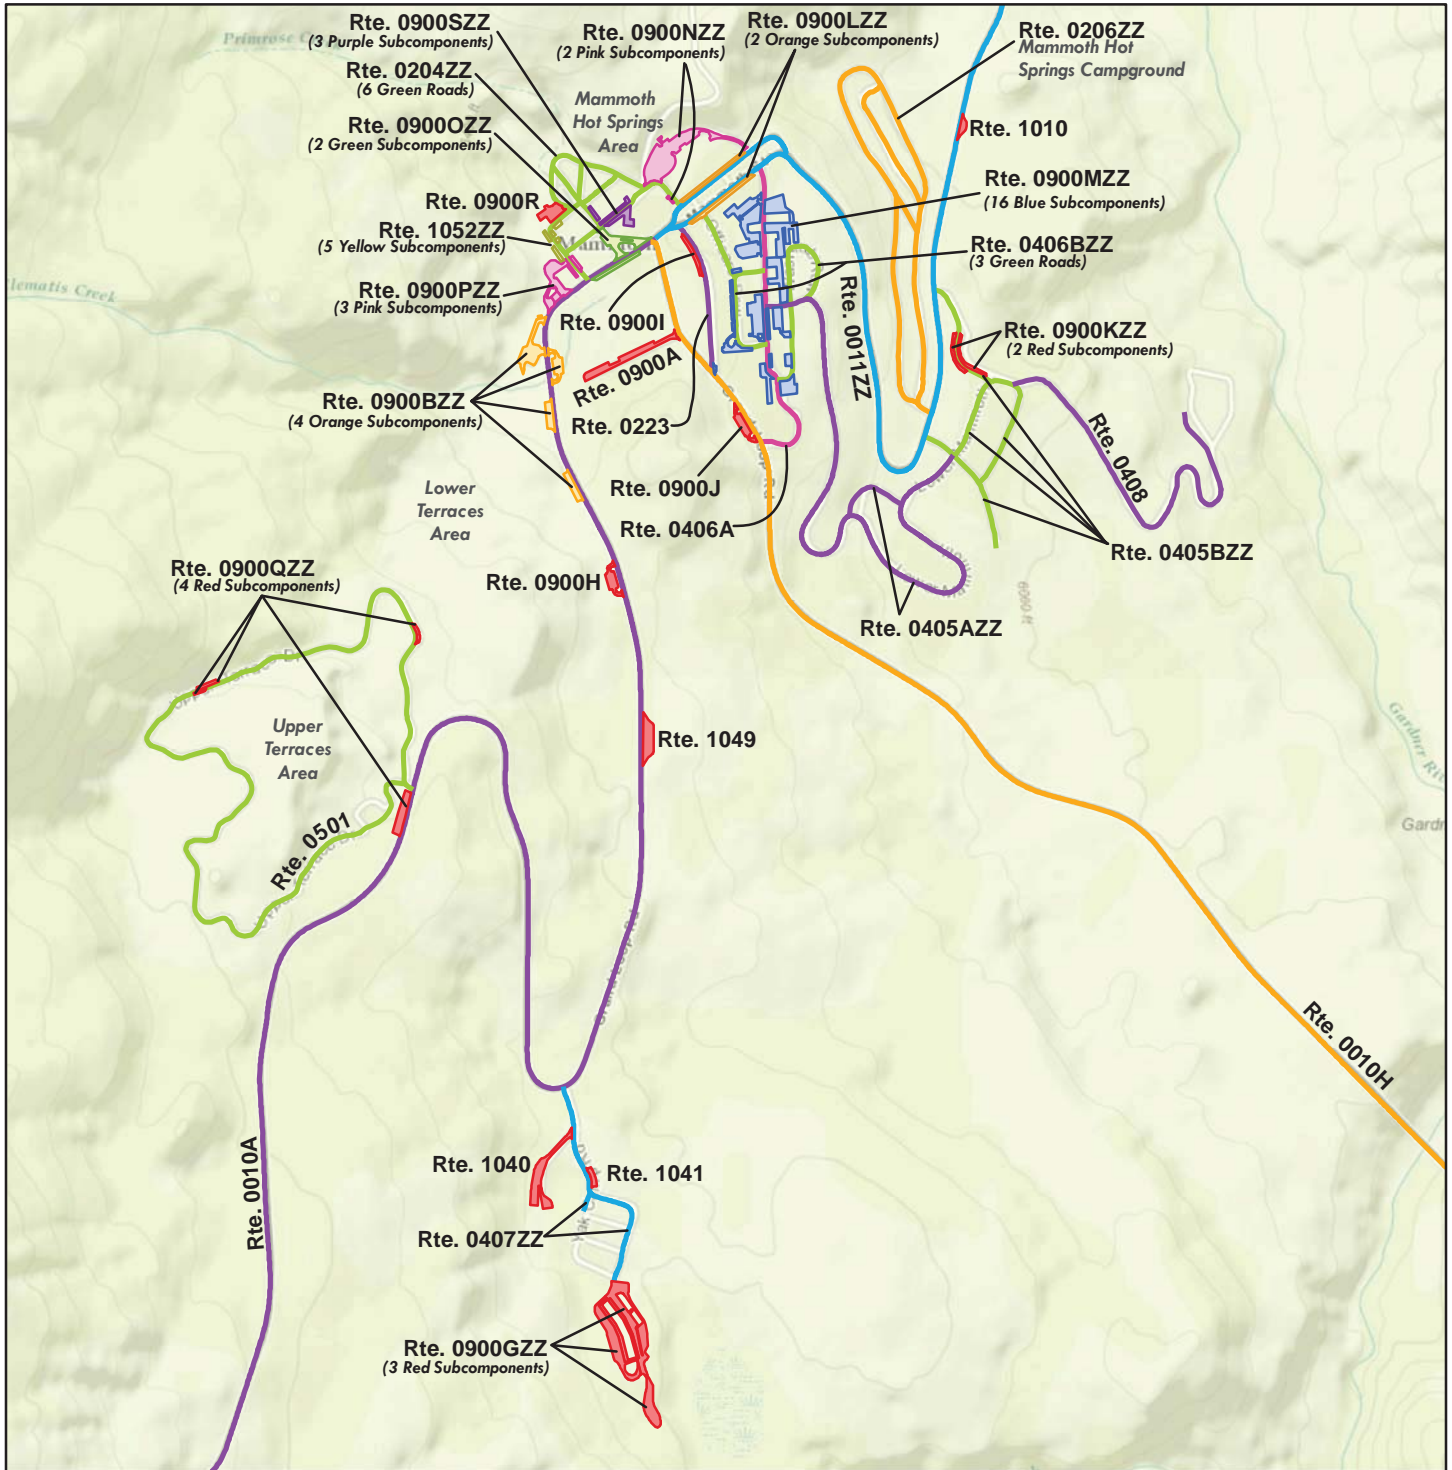 Rte. 0900SZZ
(3 Purple Subcomponents)
Rte. 0900NZZ
(2 Pink Subcomponents)
Rte. 0900LZZ
(2 Orange Subcomponents)
Rte. 0206ZZ
Mammoth Hot
Springs Campground
Rte. 0204ZZ
(6 Green Roads)
Mammoth
Hot Springs
Area
Rte. 0900OZZ
(2 Green Subcomponents)
Rte. 1010
Rte. 0900MZZ
(16 Blue Subcomponents)
Rte. 0900R
Rte. 1052ZZ
(5 Yellow Subcomponents)
Rte. 0406BZZ
(3 Green Roads)
Rte. 0900PZZ
(3 Pink Subcomponents)
Rte. 0900I
Rte. 0011ZZ
Rte. 0900KZZ
(2 Red Subcomponents)
Rte. 0900A
Rte. 0900BZZ
(4 Orange Subcomponents)
Rte. 0223
Rte. 0408
Rte. 0900J
Lower
Terraces
Area
Rte. 0406A
Rte. 0405BZZ
Rte. 0900QZZ
(4 Red Subcomponents)
Rte. 0900H
Rte. 0405AZZ
6060 ft
Gardner
Upper
Terraces
Area
Rte. 1049
Rte. 0501
Grand Loop Rd
Rte. 0010H
Rte. 0010A
Rte. 1040
Rte. 1041
Rte. 0407ZZ
Rte. 0900GZZ
(3 Red Subcomponents)